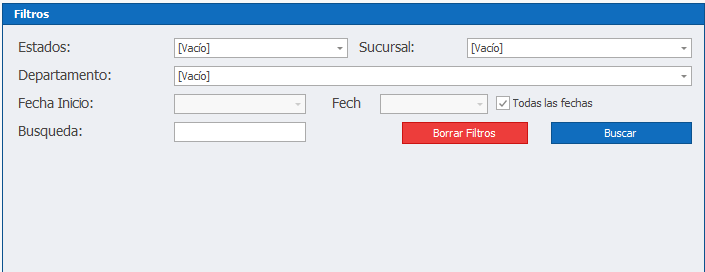 Filtros
Estados: [Vacío] Sucursal: [Vacío]
Departamento: [Vacío]
Fecha Inicio: Fech Todas las fechas
Busqueda: Borrar Filtros Buscar